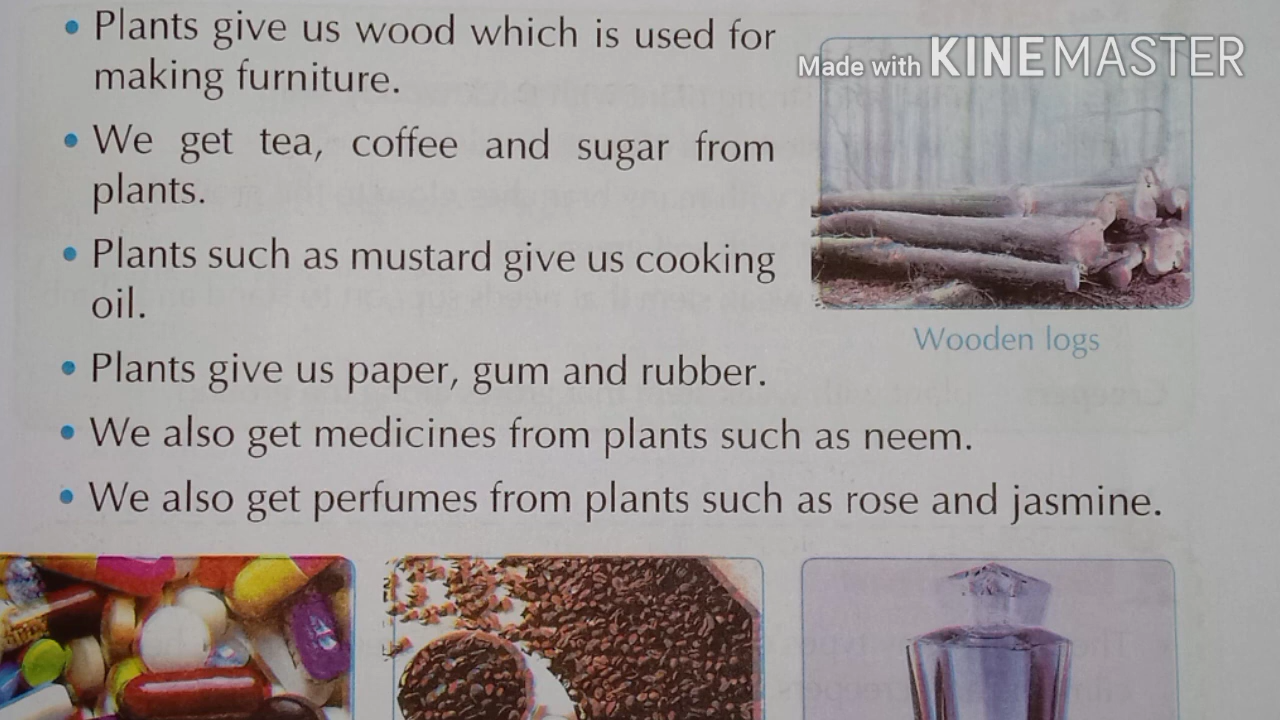 • Plants give us wood which is used for
making furniture.
• We get tea, coffee and sugar from
plants.
• Plants such as mustard give us cooking
oil.
• Plants give us paper, gum and rubber.
• We also get medicines from plants such as neem.
• We also get perfumes from plants such as rose and jasmine.
Made with KINEMASTER
Wooden logs